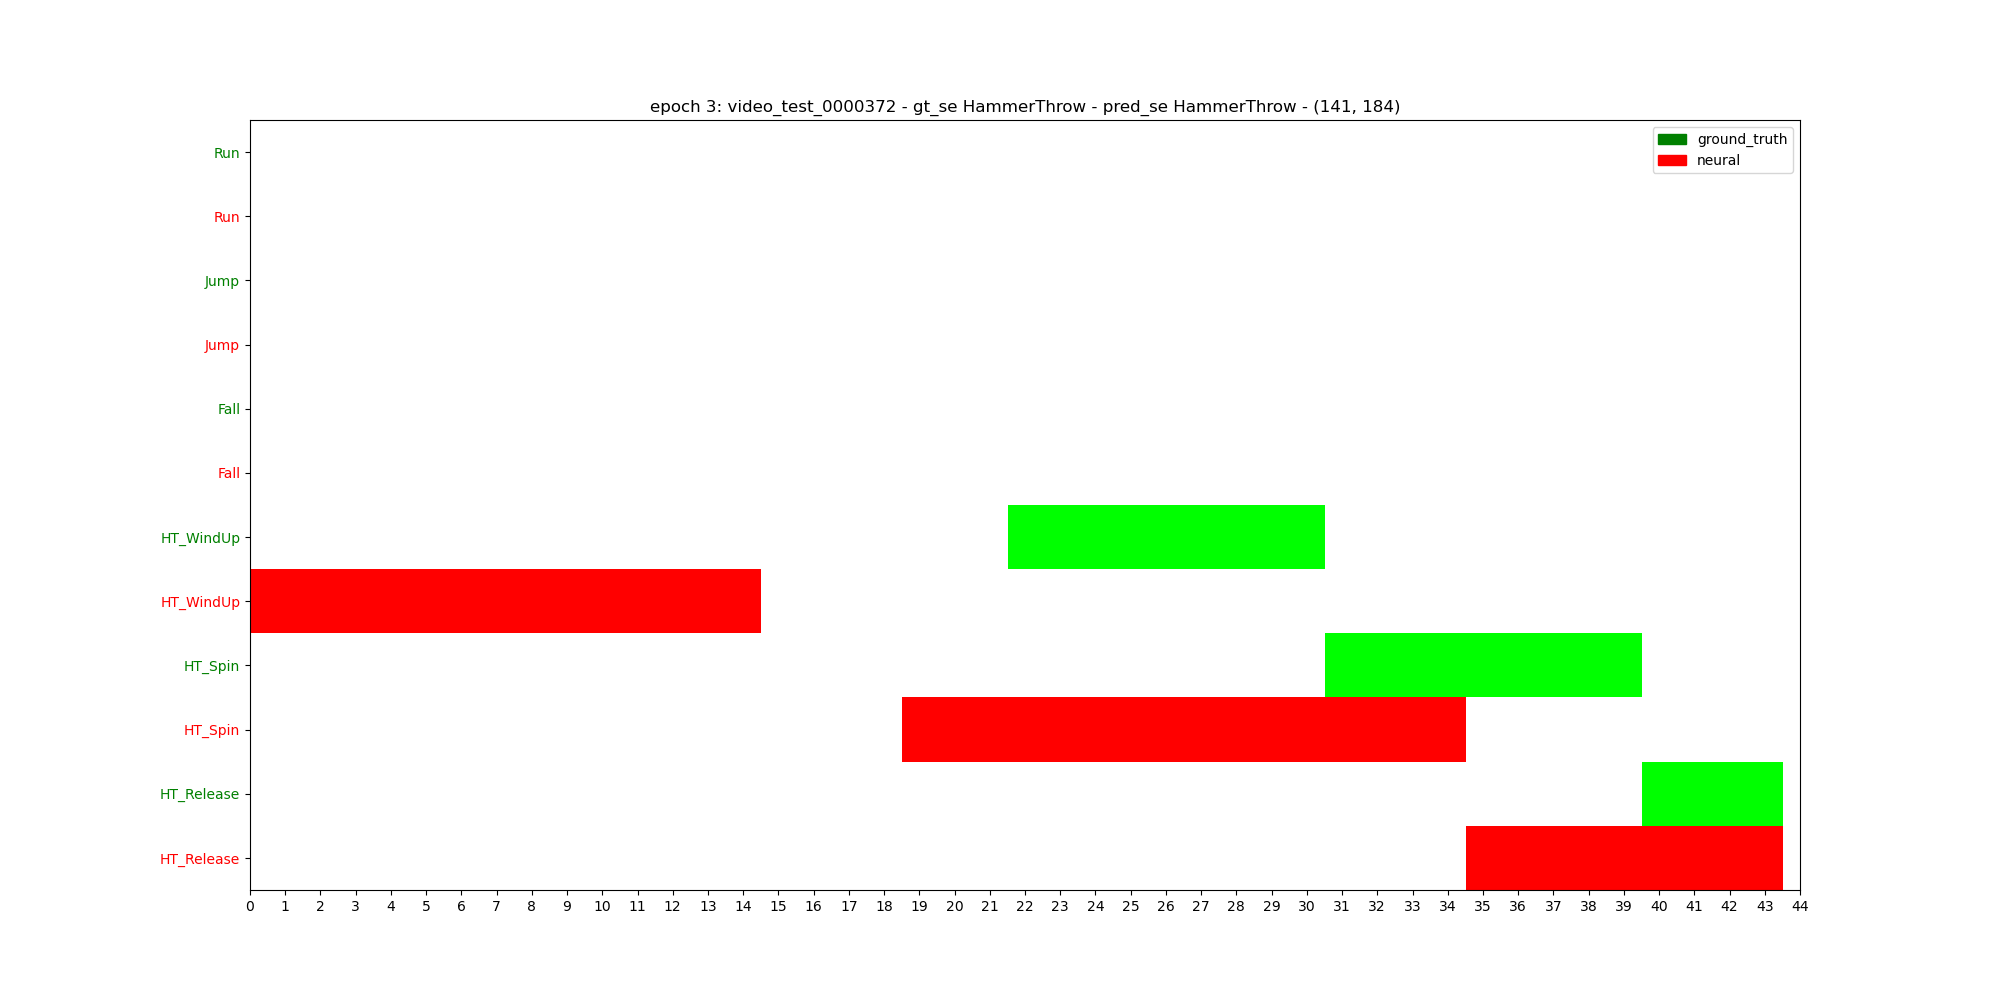 epoch 3: video_test_0000372 - gt_se HammerThrow - pred_se HammerThrow - (141, 184)
ground_truth
neural
Run
Run
Jump
Jump
Fall
Fall
HT_WindUp
HT_WindUp
HT_Spin
HT_Spin
HT_Release
HT_Release
0 1 2 3 4 5 6 7 8 9 10 11 12 13 14 15 16 17 18 19 20 21 22 23 24 25 26 27 28 29 30 31 32 33 34 35 36 37 38 39 40 41 42 43 44